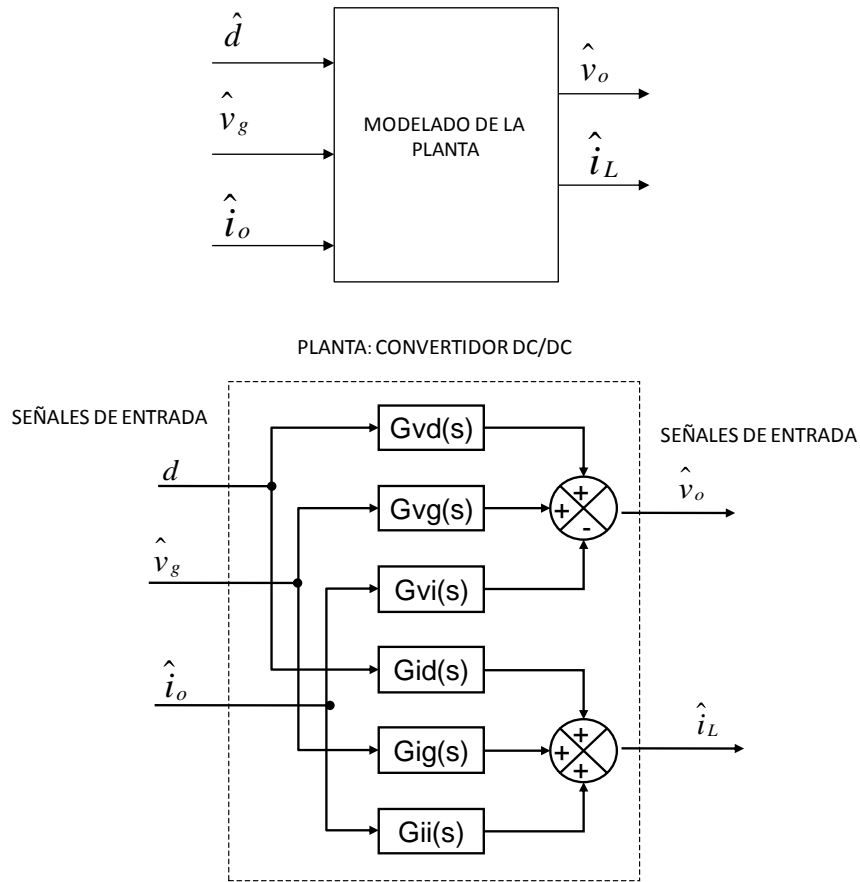 d̂
v̂g
îo
MODELADO DE LA
PLANTA
v̂o
îL
PLANTA: CONVERTIDOR DC/DC
SEÑALES DE ENTRADA
SEÑALES DE ENTRADA
d
v̂g
îo
Gvd(s)
Gvg(s)
Gvi(s)
Gid(s)
Gig(s)
Gii(s)
+
+
-
+
+
+
v̂o
îL